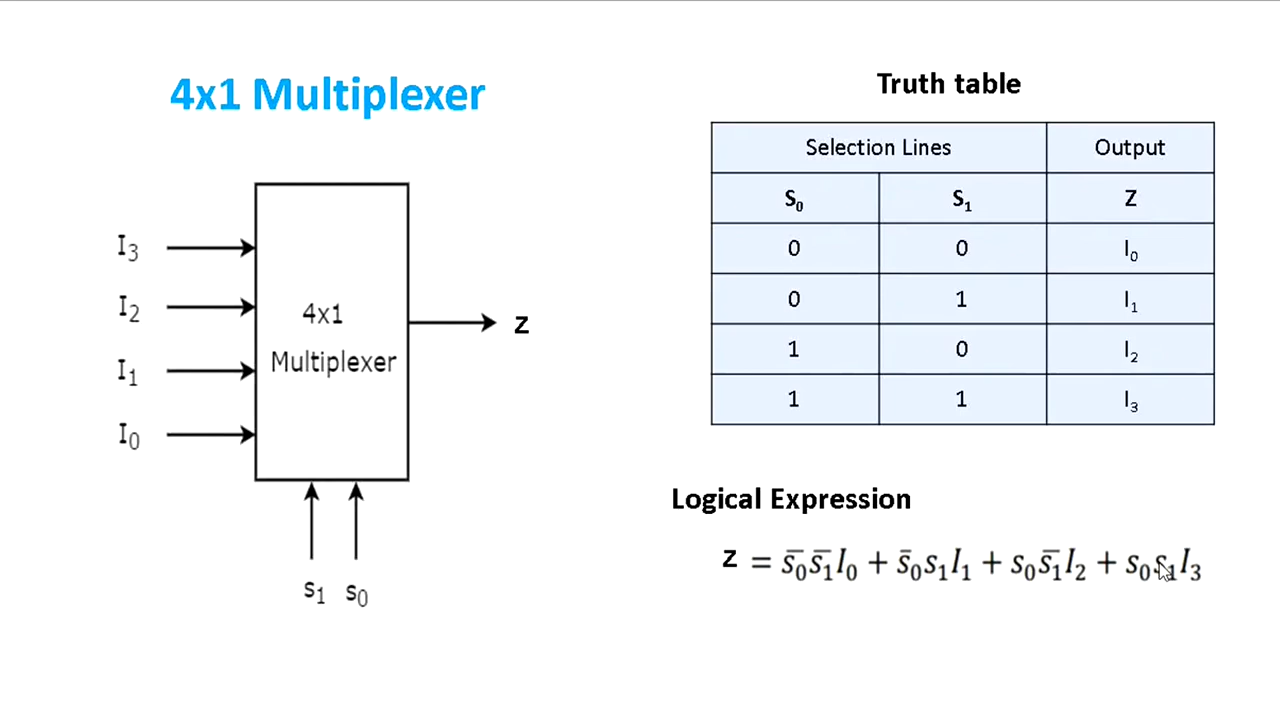 4x1 Multiplexer
I₃
I₂
I₁
I₀
4x1
Multiplexer
z
s₁ s₀
Truth table
Selection Lines Output
S₀ S₁ Z
0 0 I₀
0 1 I₁
1 0 I₂
1 1 I₃
Logical Expression
z = s̅₀s̅₁I₀ + s̅₀s₁I₁ + s₀s̅₁I₂ + s₀s₁I₃